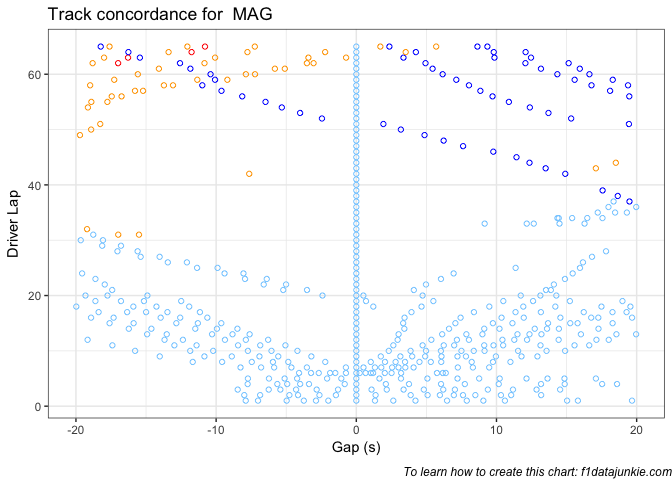 Track concordance for  MAG
Driver Lap
60
40
20
0
-20
-10
0
10
20
Gap (s)
To learn how to create this chart: f1datajunkie.com